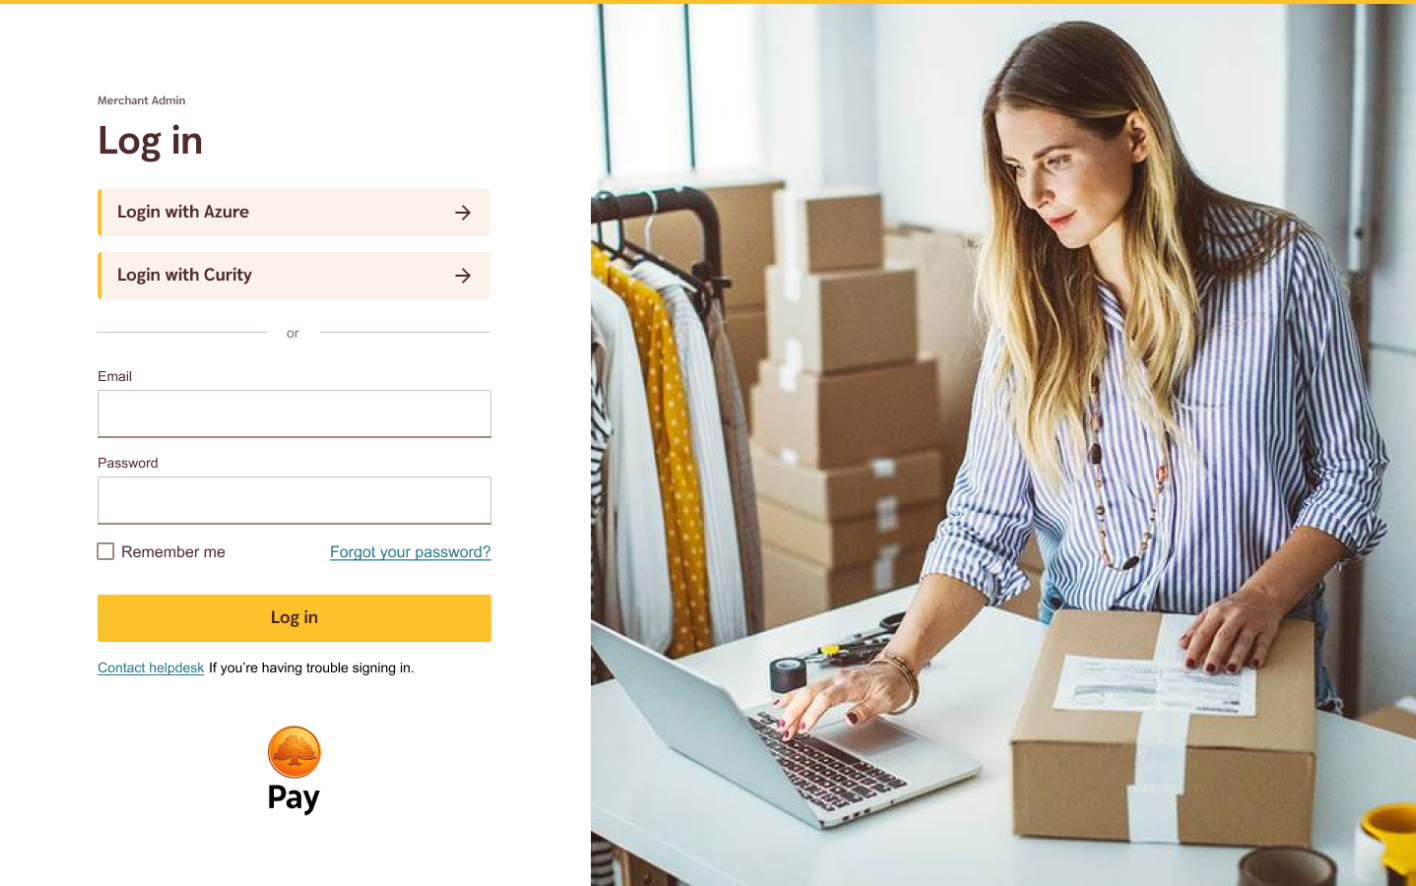 Merchant Admin
Log in
Login with Azure
Login with Curity
or
Email
Password
Remember me Forgot your password?
Log in
Contact helpdesk If you're having trouble signing in.
Pay